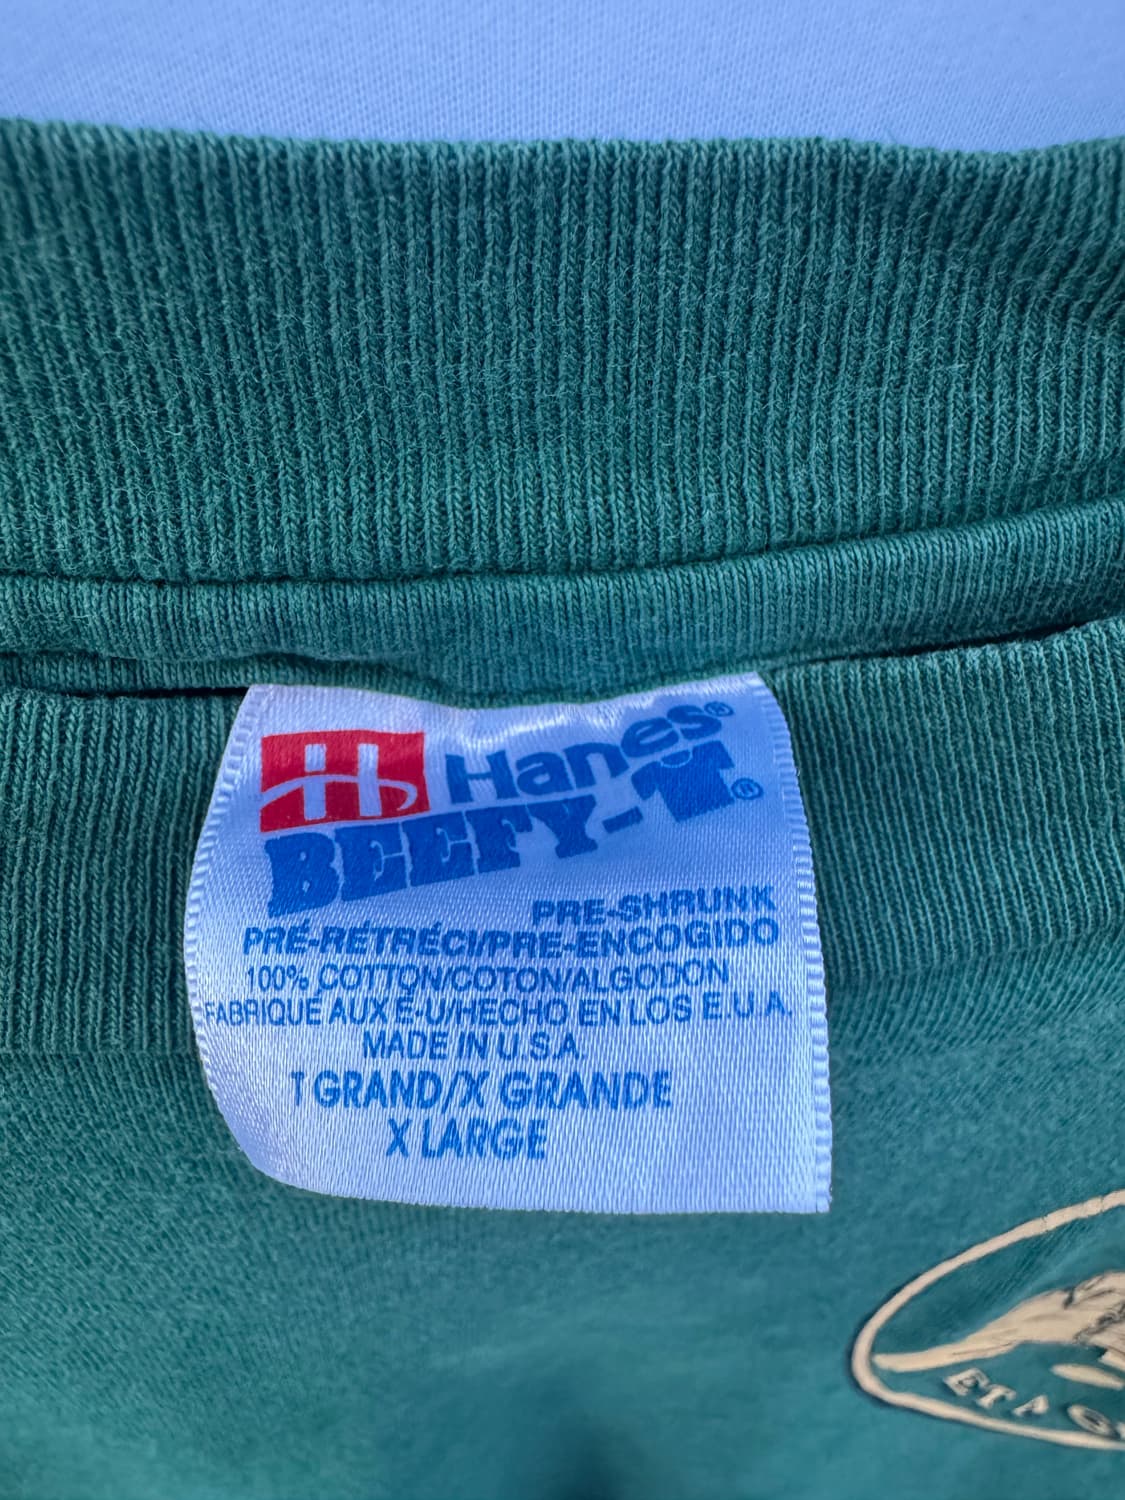 Hanes®
BEEFY-T®
PRE-SHRUNK
PRÉ-RÉTRÉCI/PRE-ENCOGIDO
100% COTTON/COTON/ALGODON
FABRIQUÉ AUX É-U/HECHO EN LOS E.U.A.
MADE IN U.S.A.
T GRAND/X GRANDE
X LARGE